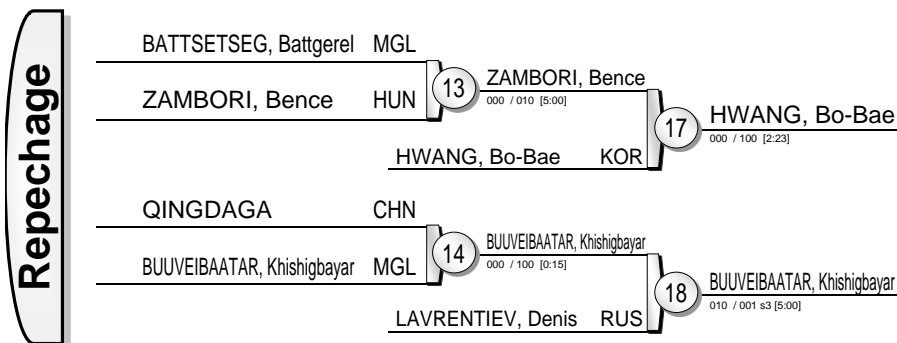 Repechage
BATTSETSEG, Battgerel MGL
ZAMBORI, Bence HUN
13
ZAMBORI, Bence
000 / 010 [5:00]
HWANG, Bo-Bae KOR
17
HWANG, Bo-Bae
000 / 100 [2:23]
QINGDAGA CHN
BUUVEIBAATAR, Khishigbayar MGL
14
BUUVEIBAATAR, Khishigbayar
000 / 100 [0:15]
LAVRENTIEV, Denis RUS
18
BUUVEIBAATAR, Khishigbayar
010 / 001 s3 [5:00]